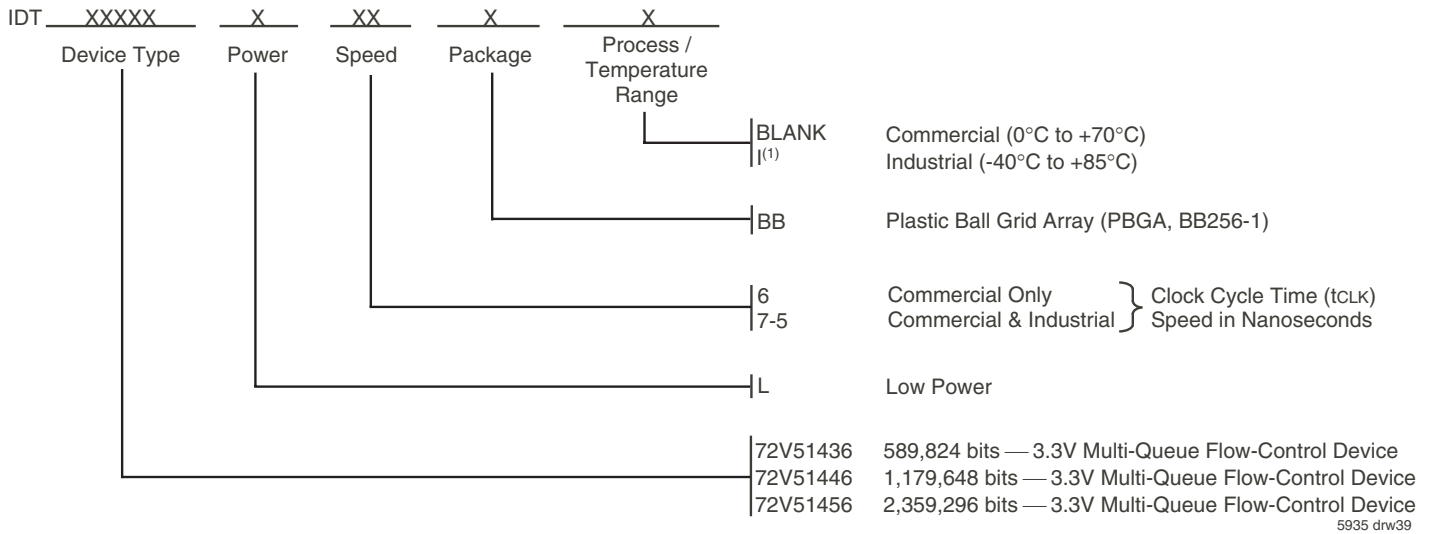 IDT XXXXX X XX X X
Device Type Power Speed Package Process / Temperature Range
BLANK Commercial (0°C to +70°C)
I(1) Industrial (-40°C to +85°C)
BB Plastic Ball Grid Array (PBGA, BB256-1)
6 Commercial Only Clock Cycle Time (tCLK)
7-5 Commercial & Industrial Speed in Nanoseconds
L Low Power
72V51436 589,824 bits — 3.3V Multi-Queue Flow-Control Device
72V51446 1,179,648 bits — 3.3V Multi-Queue Flow-Control Device
72V51456 2,359,296 bits — 3.3V Multi-Queue Flow-Control Device
5935 drw39